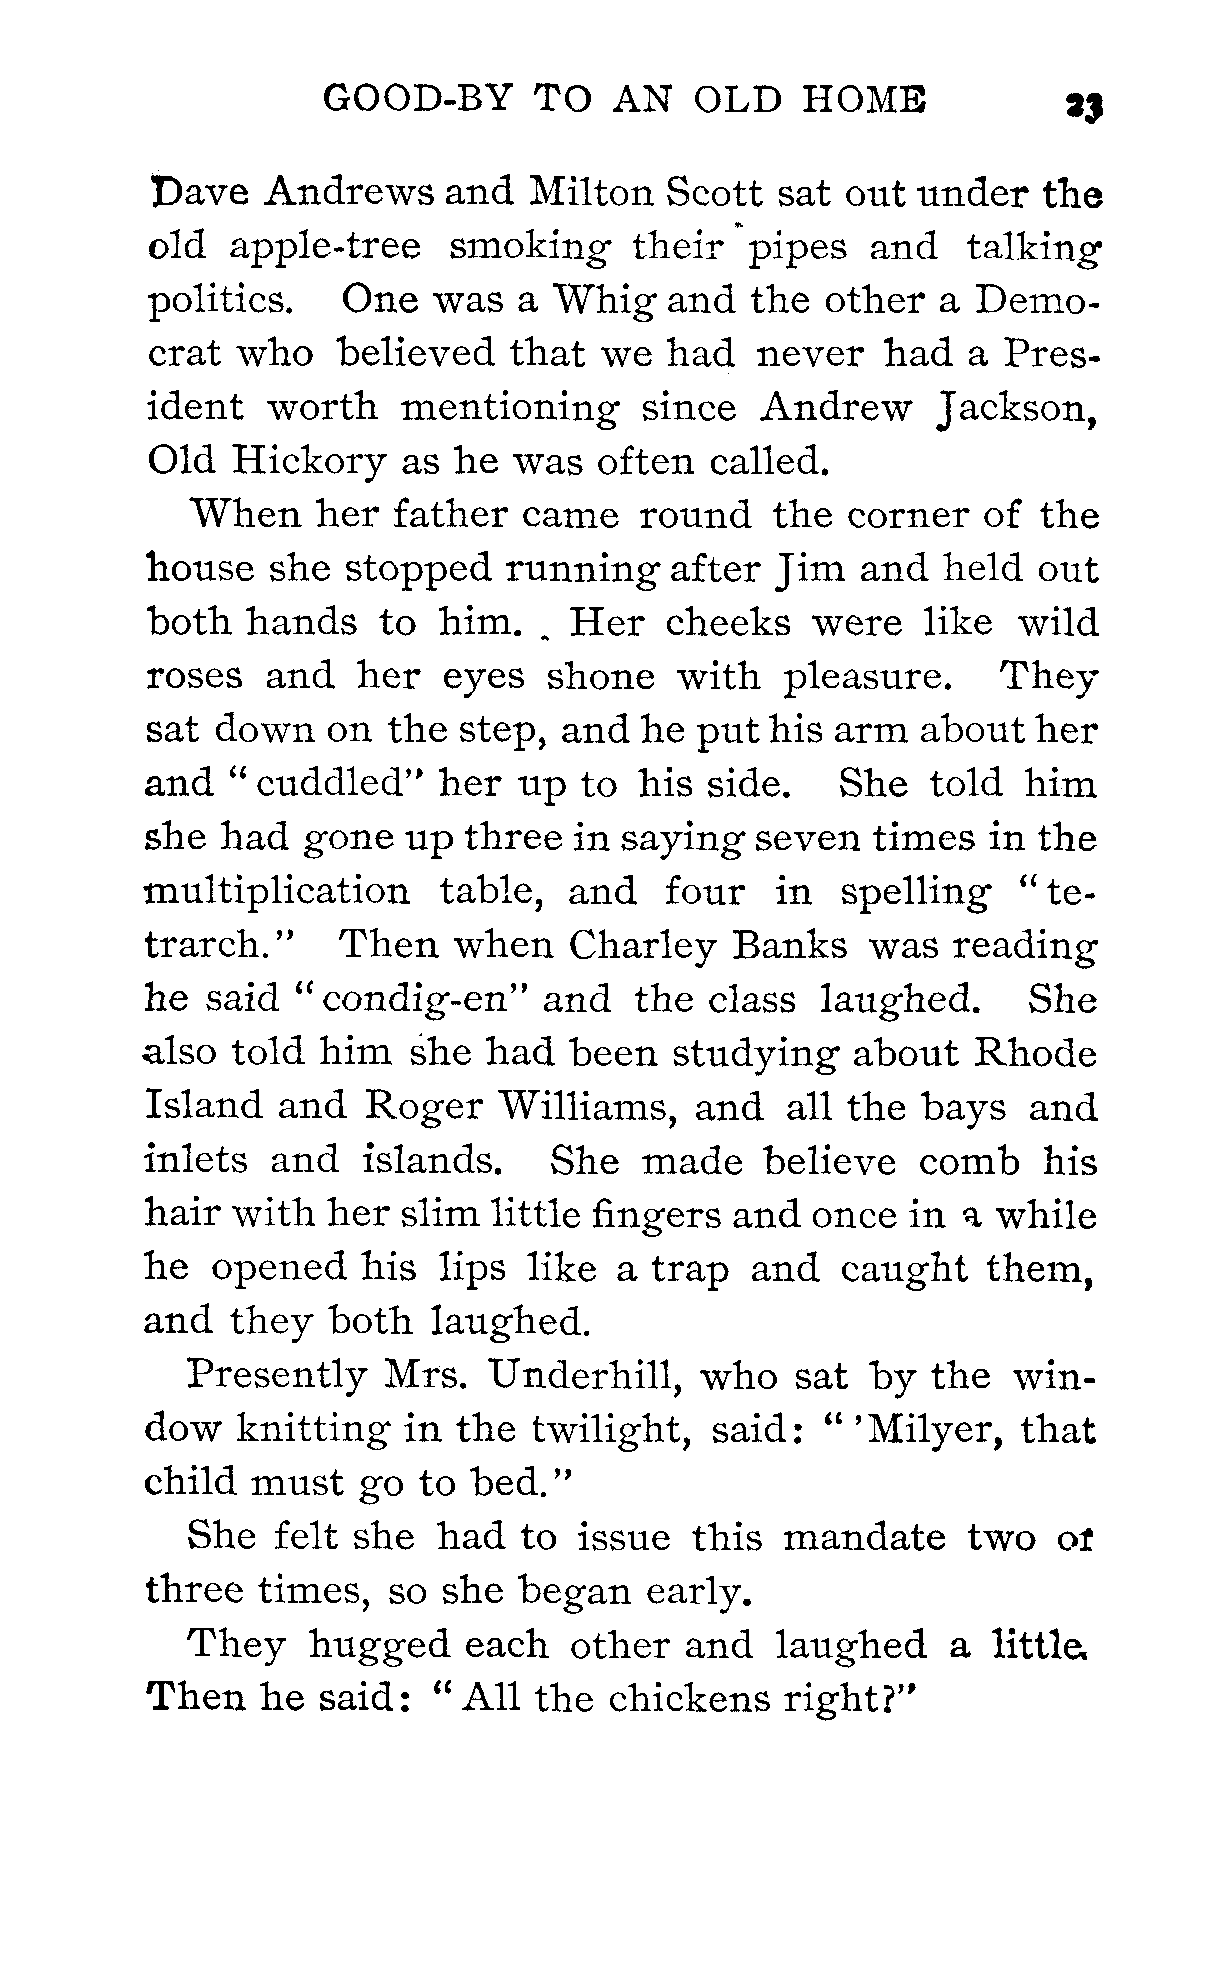 GOOD-BY TO AN OLD HOME 23
Dave Andrews and Milton Scott sat out under the
old apple-tree smoking their pipes and talking
politics. One was a Whig and the other a Demo-
crat who believed that we had never had a Pres-
ident worth mentioning since Andrew Jackson,
Old Hickory as he was often called.
When her father came round the corner of the
house she stopped running after Jim and held out
both hands to him. Her cheeks were like wild
roses and her eyes shone with pleasure. They
sat down on the step, and he put his arm about her
and "cuddled" her up to his side. She told him
she had gone up three in saying seven times in the
multiplication table, and four in spelling "te-
trarch." Then when Charley Banks was reading
he said "condig-en" and the class laughed. She
also told him she had been studying about Rhode
Island and Roger Williams, and all the bays and
inlets and islands. She made believe comb his
hair with her slim little fingers and once in a while
he opened his lips like a trap and caught them,
and they both laughed.
Presently Mrs. Underhill, who sat by the win-
dow knitting in the twilight, said: "'Milyer, that
child must go to bed."
She felt she had to issue this mandate two or
three times, so she began early.
They hugged each other and laughed a little.
Then he said: "All the chickens right?"